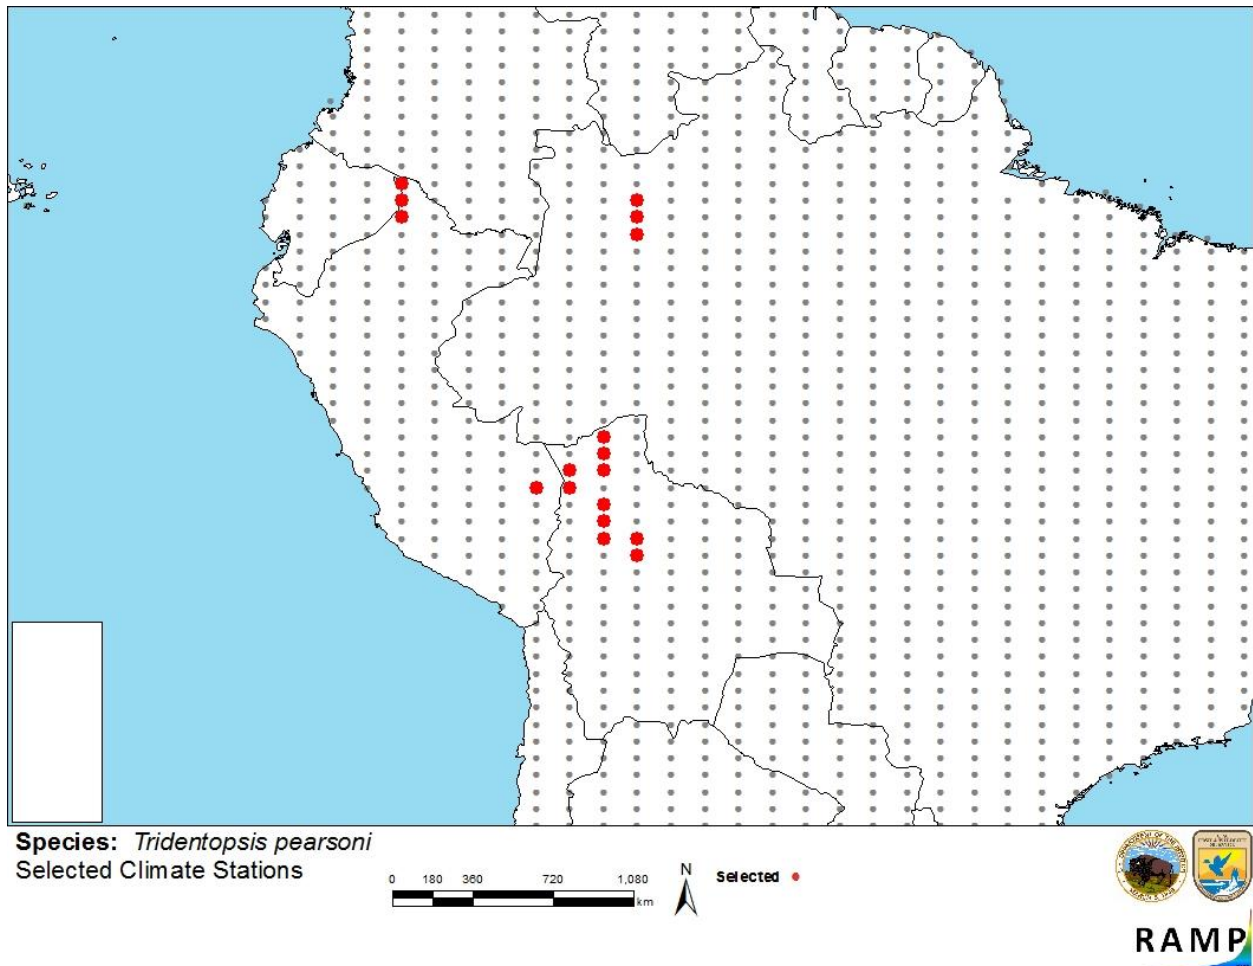 Species: Tridentopsis pearsoni
Selected Climate Stations
0 180 360 720 1,080
km
N
Selected
RAMP